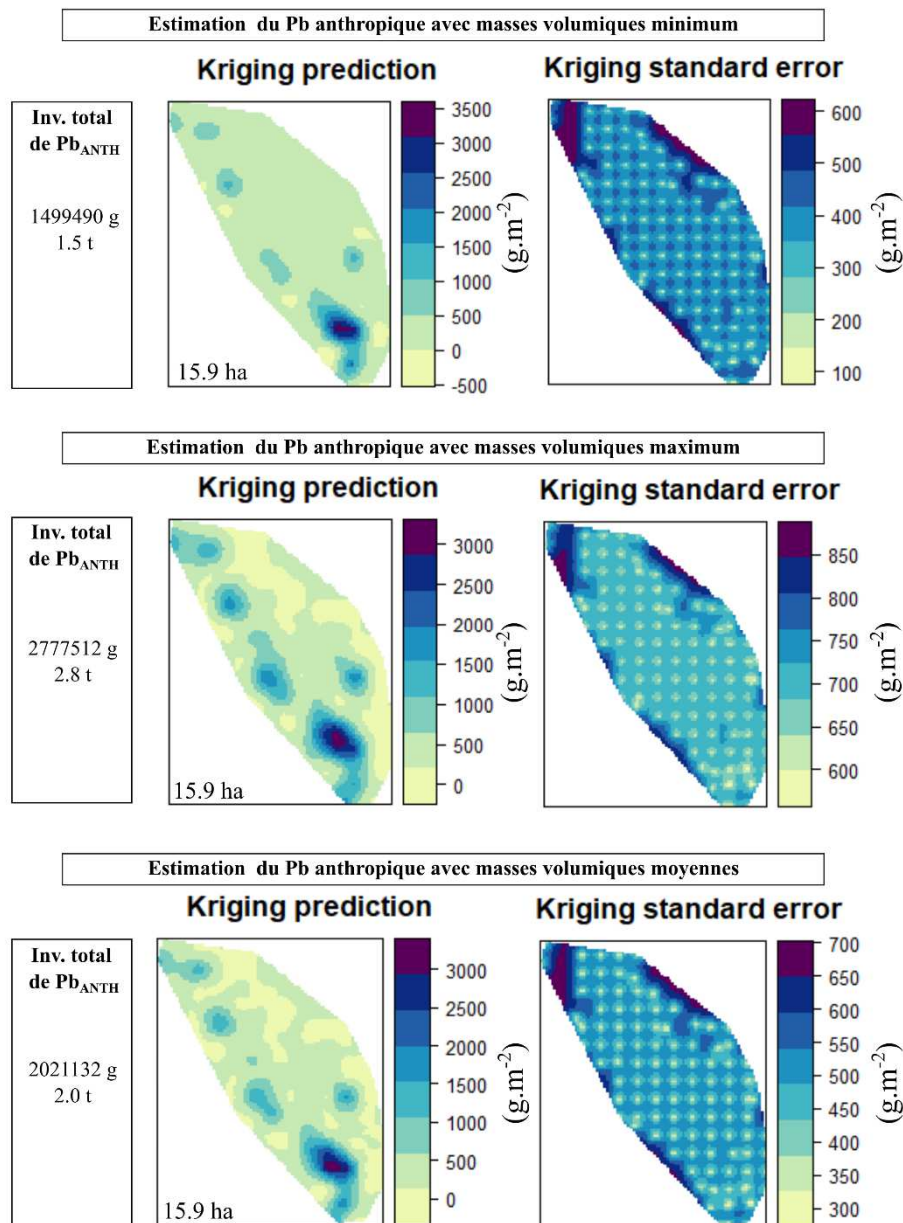 Estimation du Pb anthropique avec masses volumiques minimum
Kriging prediction
Kriging standard error
Inv. total
de PbANTH
1499490 g
1.5 t
15.9 ha
3500
3000
2500
2000
1500
1000
500
0
-500
(g.m-2)
600
500
400
300
200
100
(g.m-2)
Estimation du Pb anthropique avec masses volumiques maximum
Kriging prediction
Kriging standard error
Inv. total
de PbANTH
2777512 g
2.8 t
15.9 ha
3000
2500
2000
1500
1000
500
0
(g.m-2)
850
800
750
700
650
600
(g.m-2)
Estimation du Pb anthropique avec masses volumiques moyennes
Kriging prediction
Kriging standard error
Inv. total
de PbANTH
2021132 g
2.0 t
15.9 ha
3000
2500
2000
1500
1000
500
0
(g.m-2)
700
650
600
550
500
450
400
350
300
(g.m-2)